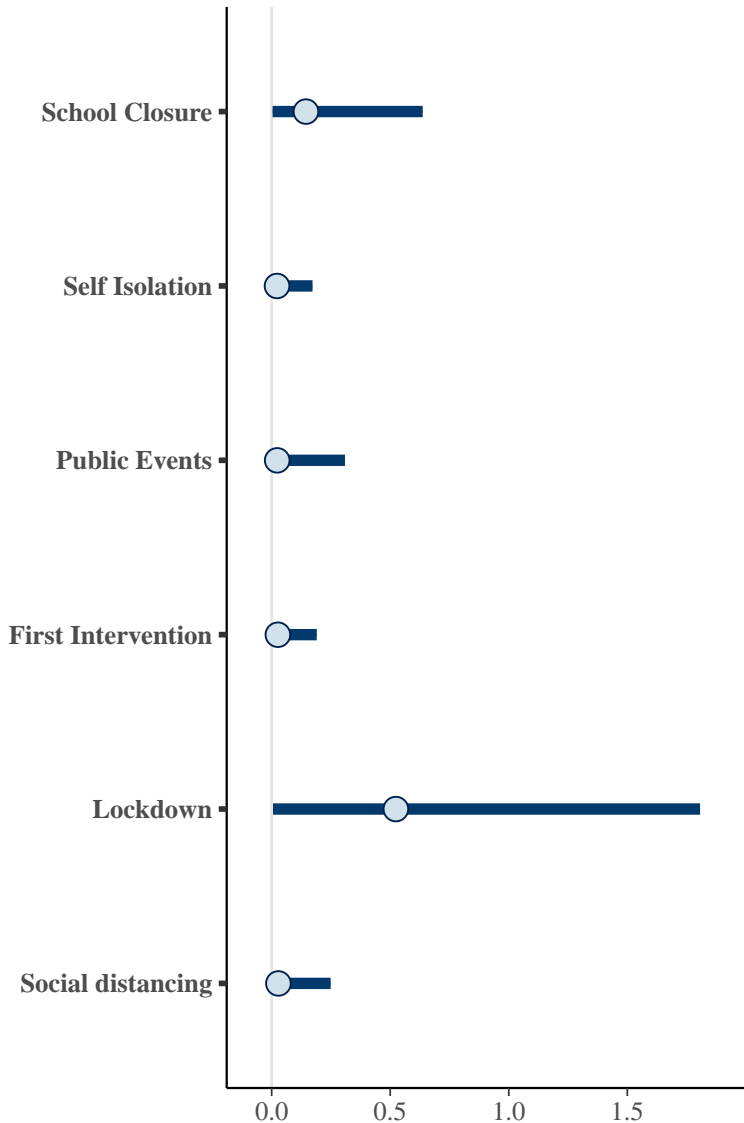 School Closure
Self Isolation
Public Events
First Intervention
Lockdown
Social distancing
0.0 0.5 1.0 1.5